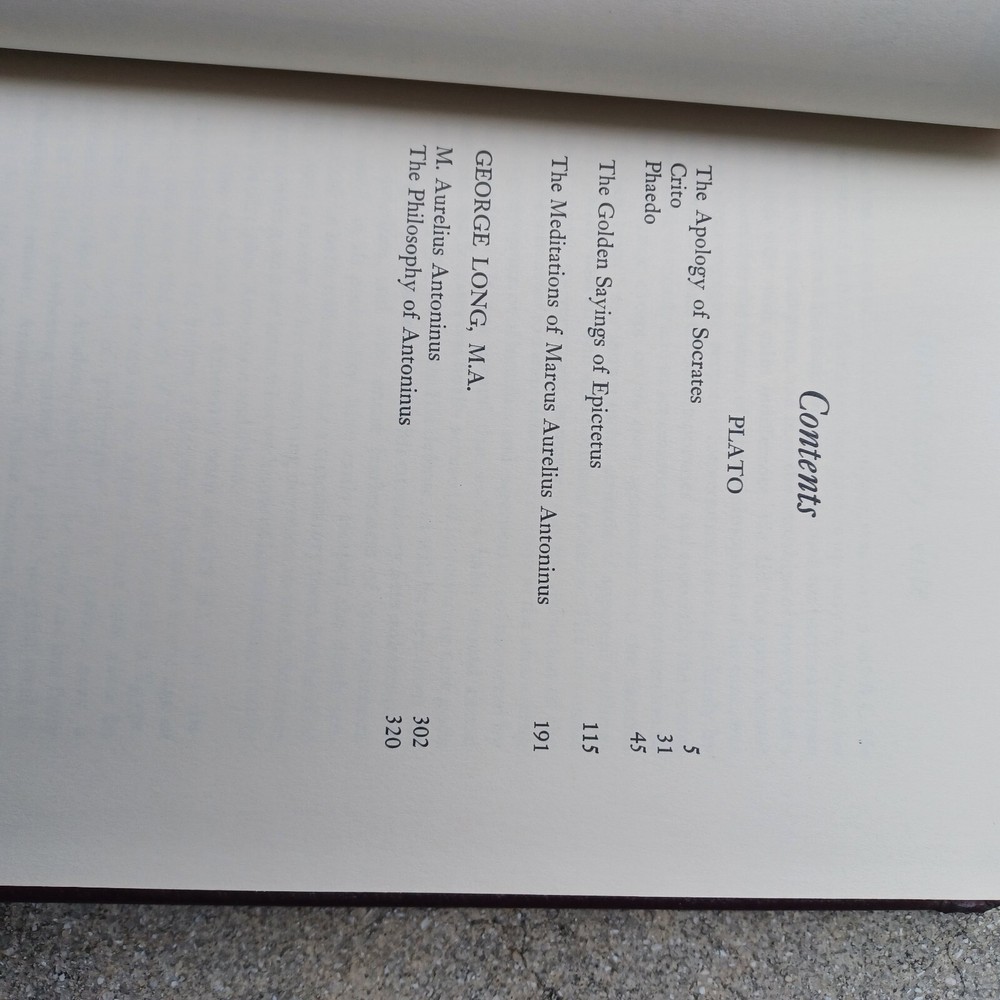 Contents
PLATO
The Apology of Socrates 5
Crito 31
Phaedo 45
The Golden Sayings of Epictetus 115
The Meditations of Marcus Aurelius Antoninus 191
GEORGE LONG, M.A.
M. Aurelius Antoninus 302
The Philosophy of Antoninus 320